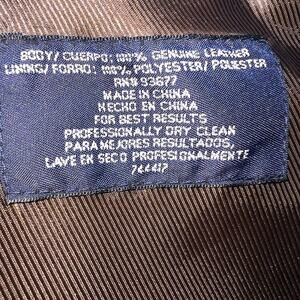 BODY/ CUERPO: 100% GENUINE LEATHER
LINING/ FORRO: 100% POLYESTER/ POLIESTER
RN# 93677
MADE IN CHINA
HECHO EN CHINA
FOR BEST RESULTS
PROFESSIONALLY DRY CLEAN
PARA MEJORES RESULTADOS,
LAVE EN SECO PROFESIONALMENTE